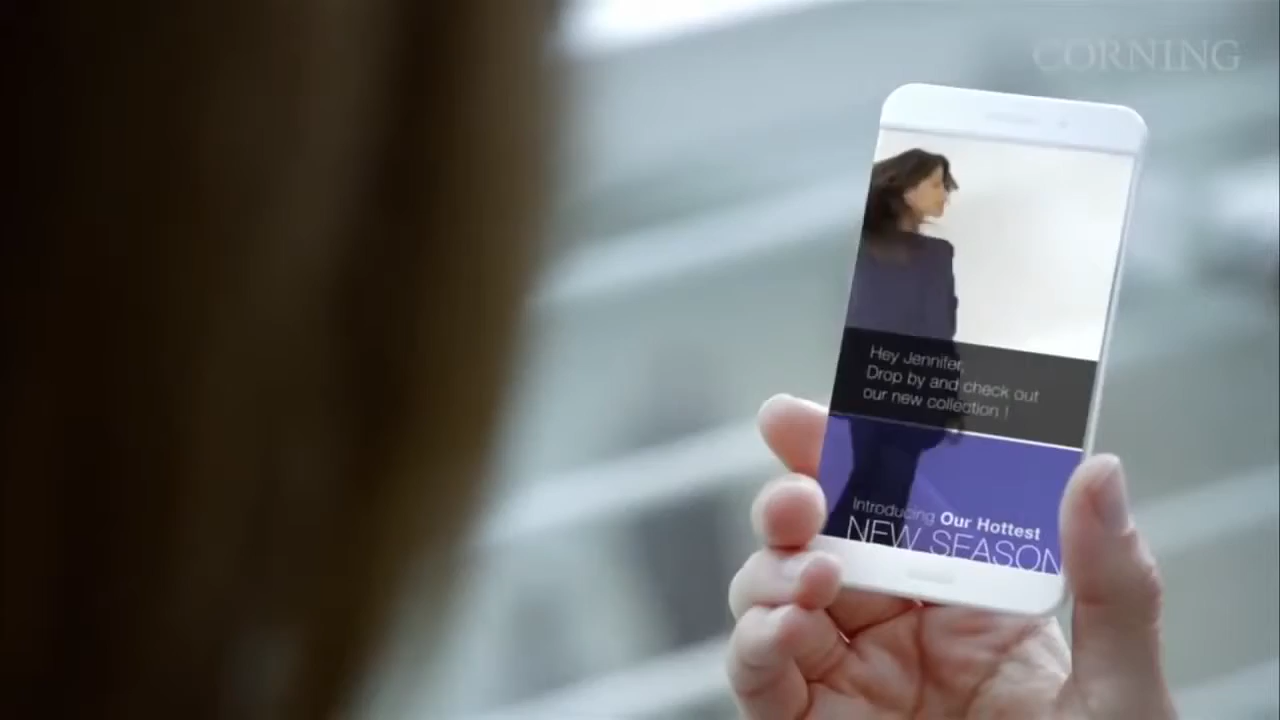 CORNING
Hey Jennifer,
Drop by and check out
our new collection !
Introducing Our Hottest
NEW SEASON